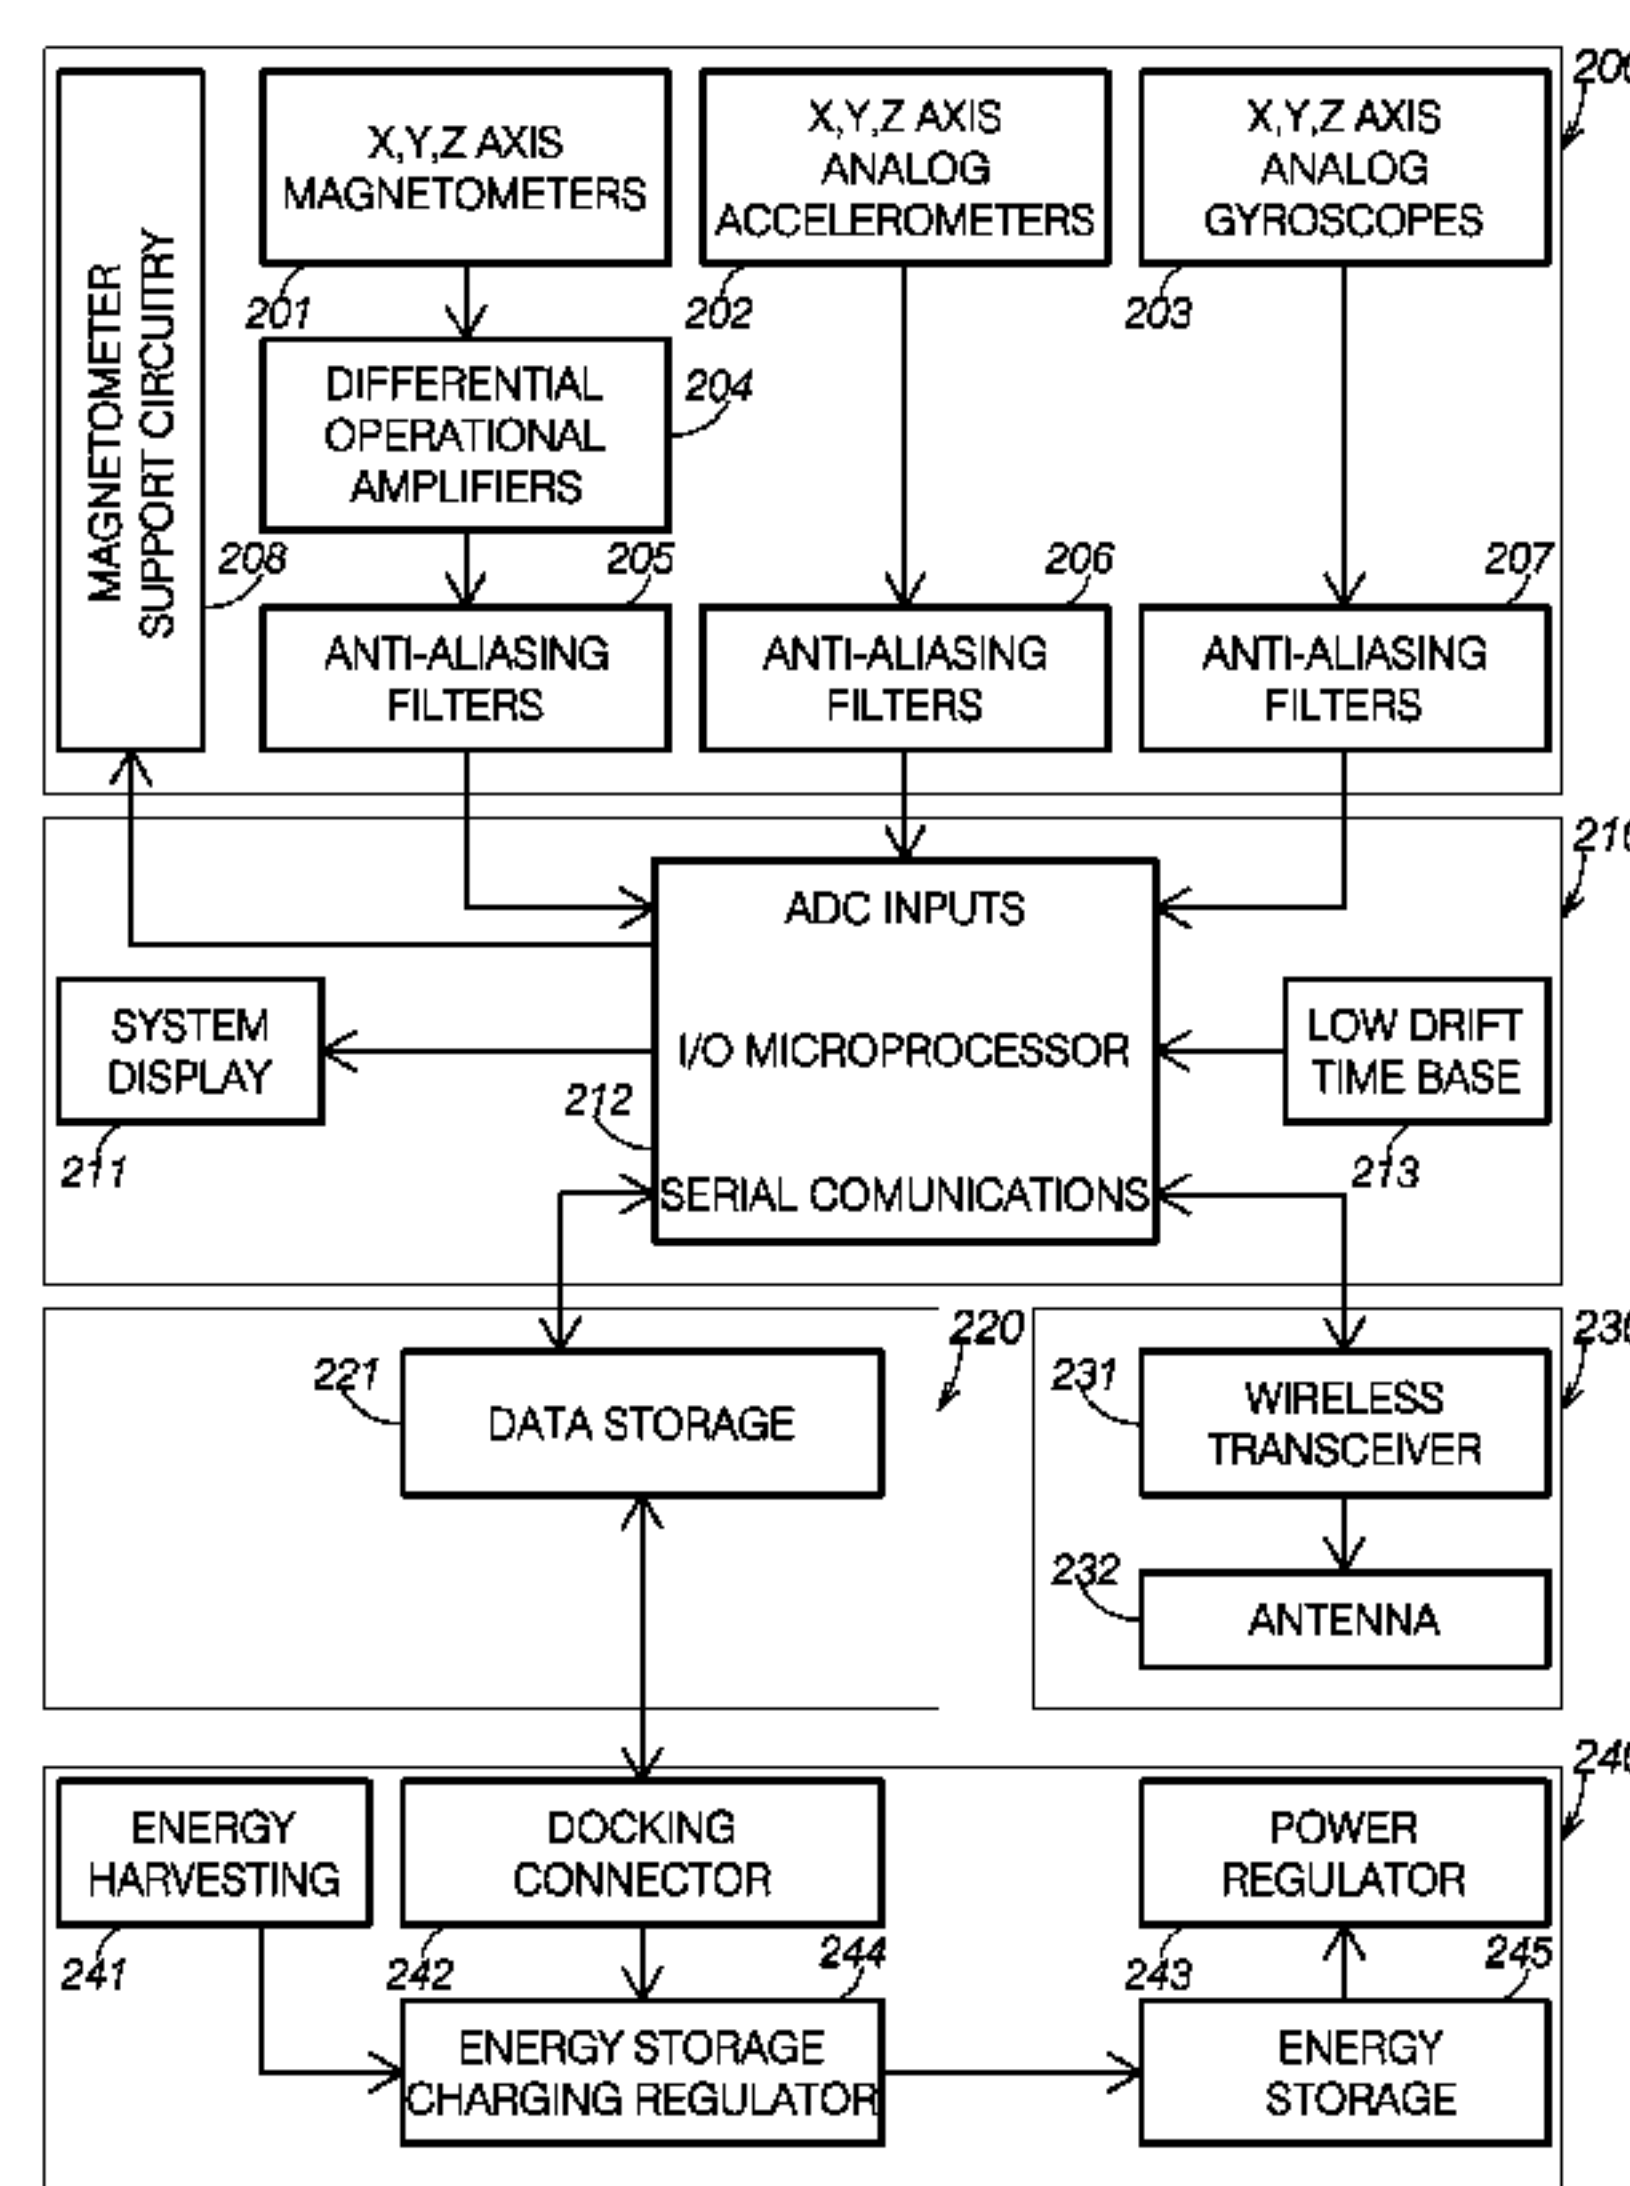 200
MAGNETOMETER
SUPPORT CIRCUITRY
X,Y,Z AXIS
MAGNETOMETERS
X,Y,Z AXIS
ANALOG
ACCELEROMETERS
X,Y,Z AXIS
ANALOG
GYROSCOPES
201
202
203
DIFFERENTIAL
OPERATIONAL
AMPLIFIERS
204
208
205
206
207
ANTI-ALIASING
FILTERS
ANTI-ALIASING
FILTERS
ANTI-ALIASING
FILTERS
210
ADC INPUTS
SYSTEM
DISPLAY
I/O MICROPROCESSOR
LOW DRIFT
TIME BASE
212
211
213
SERIAL COMUNICATIONS
220
230
221
DATA STORAGE
231
WIRELESS
TRANSCEIVER
232
ANTENNA
240
ENERGY
HARVESTING
DOCKING
CONNECTOR
POWER
REGULATOR
241
242
244
243
245
ENERGY STORAGE
CHARGING REGULATOR
ENERGY
STORAGE